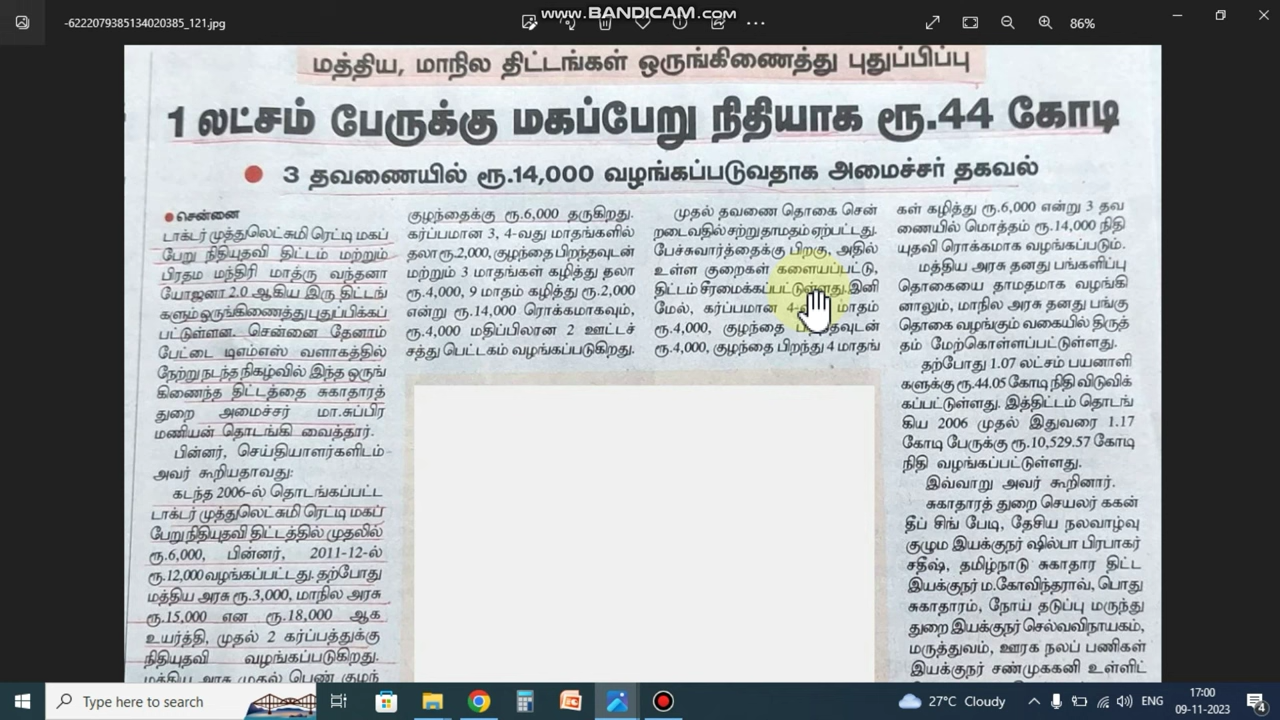 -6222079385134020385_121.jpg
www.BANDICAM.com
86%
மத்திய, மாநில திட்டங்கள் ஒருங்கிணைத்து புதுப்பிப்பு
1 லட்சம் பேருக்கு மகப்பேறு நிதியாக ரூ.44 கோடி
● 3 தவணையில் ரூ.14,000 வழங்கப்படுவதாக அமைச்சர் தகவல்
●சென்னை
டாக்டர் முத்துலெட்சுமி ரெட்டி மகப்
பேறு நிதியுதவி திட்டம் மற்றும்
பிரதம மந்திரி மாத்ரு வந்தனா
யோஜனா 2.0 ஆகிய இரு திட்டங்
களும் ஒருங்கிணைத்து புதுப்பிக்கப்
பட்டுள்ளன. சென்னை தேனாம்
பேட்டை டிஎம்எஸ் வளாகத்தில்
நேற்று நடந்த நிகழ்வில் இந்த ஒருங்
கிணைந்த திட்டத்தை சுகாதாரத்
துறை அமைச்சர் மா.சுப்பிர
மணியன் தொடங்கி வைத்தார்.
பின்னர், செய்தியாளர்களிடம்
அவர் கூறியதாவது:
கடந்த 2006-ல் தொடங்கப்பட்ட
டாக்டர் முத்துலெட்சுமி ரெட்டி மகப்
பேறு நிதியுதவி திட்டத்தில் முதலில்
ரூ.6,000, பின்னர், 2011-12-ல்
ரூ.12,000 வழங்கப்பட்டது. தற்போது
மத்திய அரசு ரூ.3,000, மாநில அரசு
ரூ.15,000 என ரூ.18,000 ஆக
உயர்த்தி, முதல் 2 கர்ப்பத்துக்கு
நிதியுதவி வழங்கப்படுகிறது.
மத்திய அரசு முதல் பெண் குழந்
குழந்தைக்கு ரூ.6,000 தருகிறது.
கர்ப்பமான 3, 4-வது மாதங்களில்
தலா ரூ.2,000, குழந்தை பிறந்தவுடன்
மற்றும் 3 மாதங்கள் கழித்து தலா
ரூ.4,000, 9 மாதம் கழித்து ரூ.2,000
என்று ரூ.14,000 ரொக்கமாகவும்,
ரூ.4,000 மதிப்பிலான 2 ஊட்டச்
சத்து பெட்டகம் வழங்கப்படுகிறது.
முதல் தவணை தொகை சென்
றடைவதில் சற்று தாமதம் ஏற்பட்டது.
பேச்சுவார்த்தைக்கு பிறகு, அதில்
உள்ள குறைகள் களையப்பட்டு,
திட்டம் சீரமைக்கப்பட்டுள்ளது. இனி
மேல், கர்ப்பமான மாதம்
ரூ.4,000, குழந்தை பிறந்தவுடன்
ரூ.4,000, குழந்தை பிறந்து 4 மாதங்
கள் கழித்து ரூ.6,000 என்று 3 தவ
ணையில் மொத்தம் ரூ.14,000 நிதி
யுதவி ரொக்கமாக வழங்கப்படும்.
மத்திய அரசு தனது பங்களிப்பு
தொகையை தாமதமாக வழங்கி
னாலும், மாநில அரசு தனது பங்கு
தொகை வழங்கும் வகையில் திருத்
தம் மேற்கொள்ளப்பட்டுள்ளது.
தற்போது 1.07 லட்சம் பயனாளி
களுக்கு ரூ.44.05 கோடி நிதி விடுவிக்
கப்பட்டுள்ளது. இத்திட்டம் தொடங்
கிய 2006 முதல் இதுவரை 1.17
கோடி பேருக்கு ரூ.10,529.57 கோடி
நிதி வழங்கப்பட்டுள்ளது.
இவ்வாறு அவர் கூறினார்.
சுகாதாரத் துறை செயலர் ககன்
தீப் சிங் பேடி, தேசிய நலவாழ்வு
குழும இயக்குநர் ஷில்பா பிரபாகர்
சதீஷ், தமிழ்நாடு சுகாதார திட்ட
இயக்குநர் ம.கோவிந்தராவ், பொது
சுகாதாரம், நோய் தடுப்பு மருந்து
துறை இயக்குநர் செல்வவிநாயகம்,
மருத்துவம், ஊரக நலப் பணிகள்
இயக்குநர் சண்முககனி உள்ளிட்
Type here to search
27°C Cloudy
ENG
17:00
09-11-2023
4